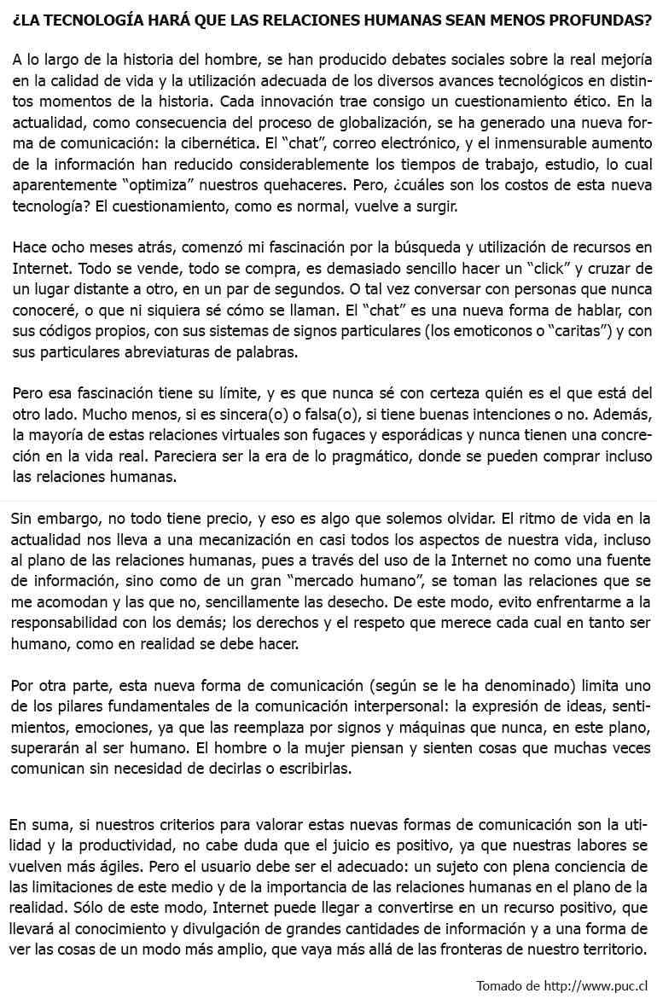 ¿LA TECNOLOGÍA HARÁ QUE LAS RELACIONES HUMANAS SEAN MENOS PROFUNDAS?
A lo largo de la historia del hombre, se han producido debates sociales sobre la real mejoría
en la calidad de vida y la utilización adecuada de los diversos avances tecnológicos en distin-
tos momentos de la historia. Cada innovación trae consigo un cuestionamiento ético. En la
actualidad, como consecuencia del proceso de globalización, se ha generado una nueva for-
ma de comunicación: la cibernética. El “chat”, correo electrónico, y el inmensurable aumento
de la información han reducido considerablemente los tiempos de trabajo, estudio, lo cual
aparentemente “optimiza” nuestros quehaceres. Pero, ¿cuáles son los costos de esta nueva
tecnología? El cuestionamiento, como es normal, vuelve a surgir.
Hace ocho meses atrás, comenzó mi fascinación por la búsqueda y utilización de recursos en
Internet. Todo se vende, todo se compra, es demasiado sencillo hacer un “click” y cruzar de
un lugar distante a otro, en un par de segundos. O tal vez conversar con personas que nunca
conoceré, o que ni siquiera sé cómo se llaman. El “chat” es una nueva forma de hablar, con
sus códigos propios, con sus sistemas de signos particulares (los emoticonos o “caritas”) y con
sus particulares abreviaturas de palabras.
Pero esa fascinación tiene su límite, y es que nunca sé con certeza quién es el que está del
otro lado. Mucho menos, si es sincera(o) o falsa(o), si tiene buenas intenciones o no. Además,
la mayoría de estas relaciones virtuales son fugaces y esporádicas y nunca tienen una concre-
ción en la vida real. Pareciera ser la era de lo pragmático, donde se pueden comprar incluso
las relaciones humanas.
Sin embargo, no todo tiene precio, y eso es algo que solemos olvidar. El ritmo de vida en la
actualidad nos lleva a una mecanización en casi todos los aspectos de nuestra vida, incluso
al plano de las relaciones humanas, pues a través del uso de la Internet no como una fuente
de información, sino como de un gran “mercado humano”, se toman las relaciones que se
me acomodan y las que no, sencillamente las desecho. De este modo, evito enfrentarme a la
responsabilidad con los demás; los derechos y el respeto que merece cada cual en tanto ser
humano, como en realidad se debe hacer.
Por otra parte, esta nueva forma de comunicación (según se le ha denominado) limita uno
de los pilares fundamentales de la comunicación interpersonal: la expresión de ideas, senti-
mientos, emociones, ya que las reemplaza por signos y máquinas que nunca, en este plano,
superarán al ser humano. El hombre o la mujer piensan y sienten cosas que muchas veces
comunican sin necesidad de decirlas o escribirlas.
En suma, si nuestros criterios para valorar estas nuevas formas de comunicación son la uti-
lidad y la productividad, no cabe duda que el juicio es positivo, ya que nuestras labores se
vuelven más ágiles. Pero el usuario debe ser el adecuado: un sujeto con plena conciencia de
las limitaciones de este medio y de la importancia de las relaciones humanas en el plano de la
realidad. Sólo de este modo, Internet puede llegar a convertirse en un recurso positivo, que
llevará al conocimiento y divulgación de grandes cantidades de información y a una forma de
ver las cosas de un modo más amplio, que vaya más allá de las fronteras de nuestro territorio.
Tomado de http://www.puc.cl